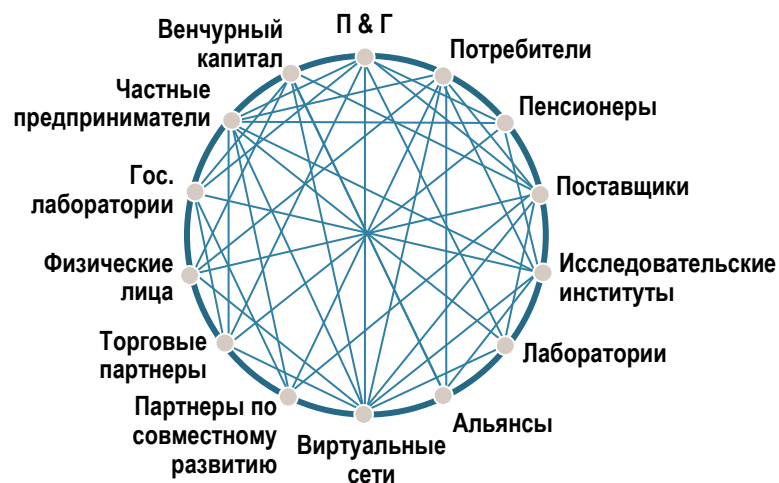 П & Г
Потребители
Пенсионеры
Поставщики
Исследовательские
институты
Лаборатории
Альянсы
Виртуальные
сети
Партнеры по
совместному
развитию
Торговые
партнеры
Физические
лица
Гос.
лаборатории
Частные
предприниматели
Венчурный
капитал